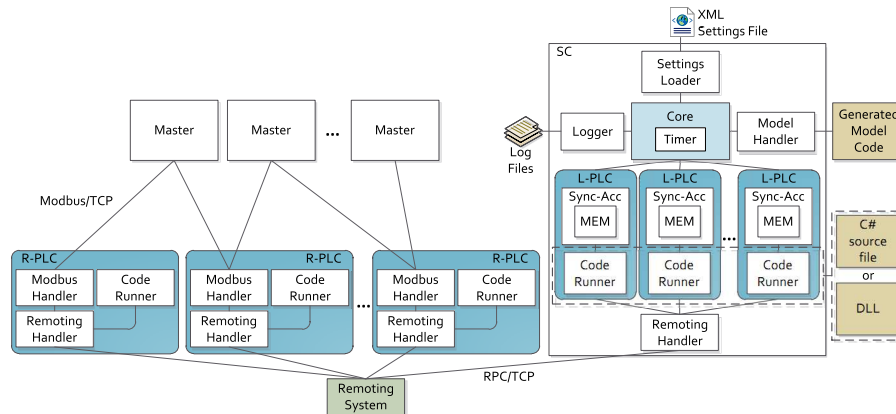 XML
Settings File
SC
Settings
Loader
Master
Master
...
Master
Log
Files
Logger
Core
Timer
Model
Handler
Generated
Model
Code
Modbus/TCP
L-PLC
Sync-Acc
MEM
Code
Runner
L-PLC
Sync-Acc
MEM
Code
Runner
...
L-PLC
Sync-Acc
MEM
Code
Runner
C#
source
file
or
DLL
R-PLC
Modbus
Handler
Code
Runner
Remoting
Handler
R-PLC
Modbus
Handler
Code
Runner
Remoting
Handler
...
R-PLC
Modbus
Handler
Code
Runner
Remoting
Handler
Remoting
Handler
RPC/TCP
Remoting
System